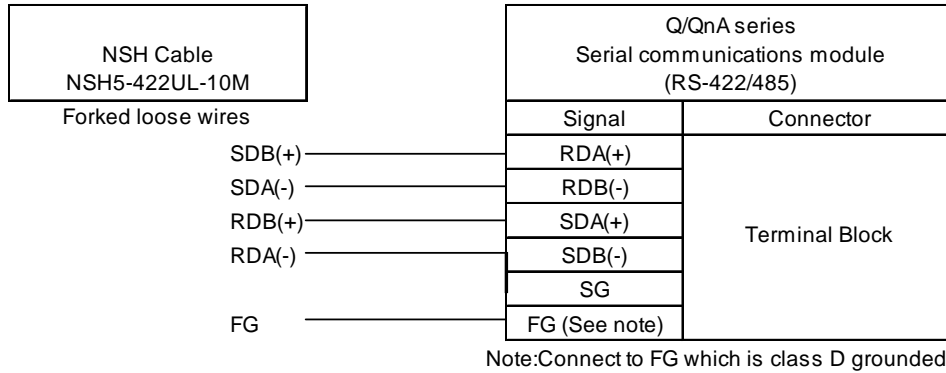 NSH Cable
NSH5-422UL-10M
Forked loose wires
SDB(+)
SDA(-)
RDB(+)
RDA(-)
FG
Q/QnA series
Serial communications module
(RS-422/485)
Signal
Connector
RDA(+)
RDB(-)
SDA(+)
SDB(-)
SG
FG (See note)
Terminal Block
Note:Connect to FG which is class D grounded